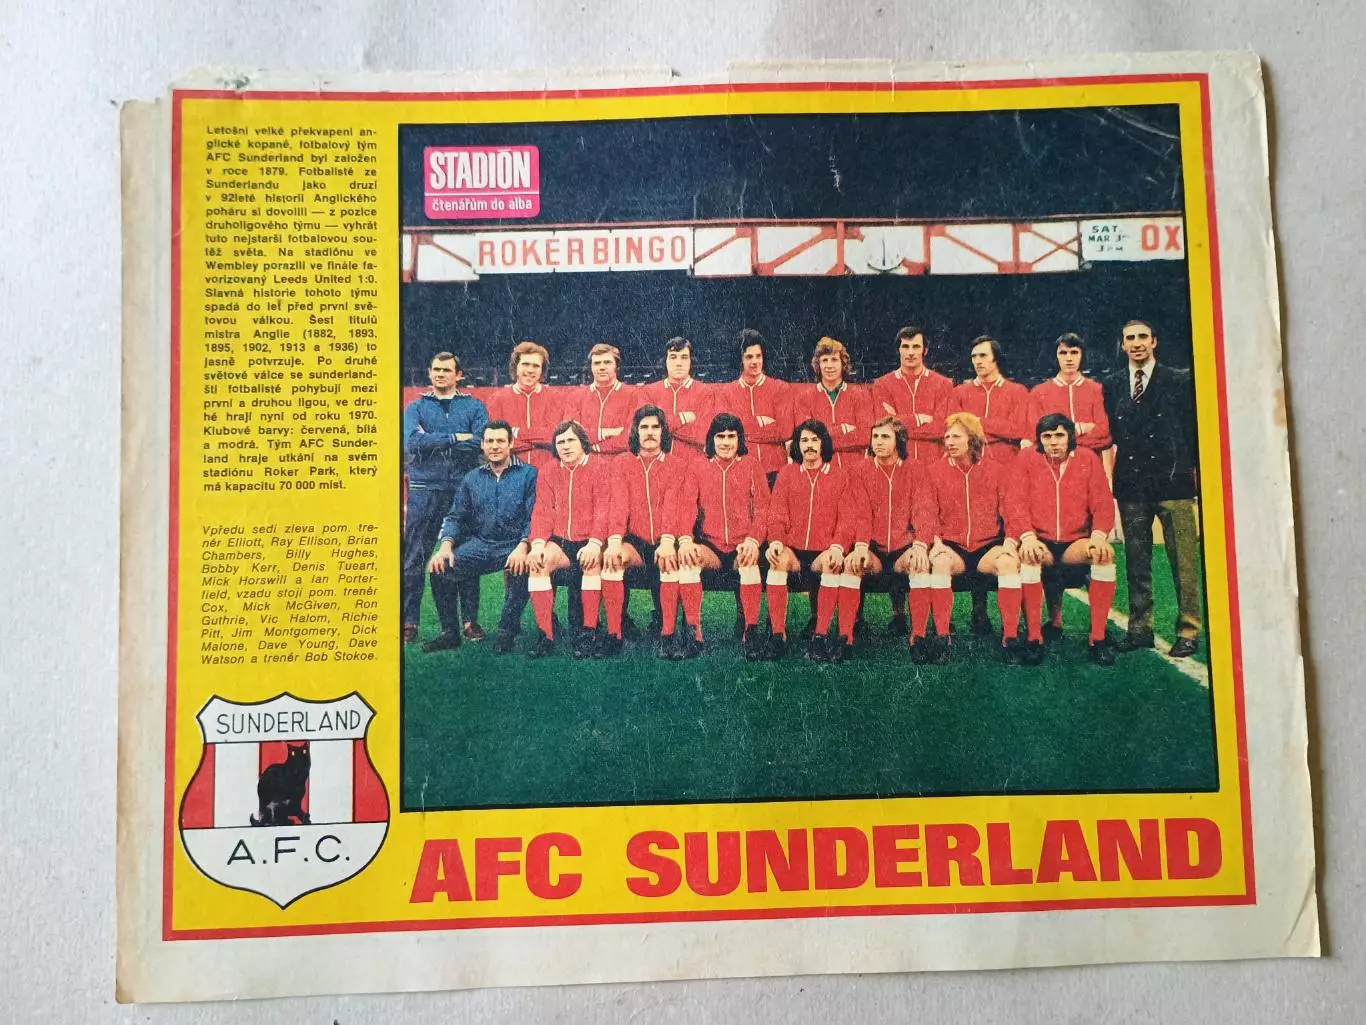 Letošní velké překvapení an-
glické kopané, fotbalový tým
AFC Sunderland byl založen
v roce 1879. Fotbalisté ze
Sunderlandu jako druzí
v 92leté historii Anglického
poháru si dovolili — z pozice
druholigového týmu — vyhrát
tuto nejstarší fotbalovou sou-
těž světa. Na stadiónu ve
Wembley porazili ve finále fa-
vorizovaný Leeds United 1:0.
Slavná historie tohoto týmu
spadá do let před první svě-
tovou válkou. Šest titulů
mistra Anglie (1882, 1893,
1895, 1902, 1913 a 1936) to
jasně potvrzuje. Po druhé
světové válce se sunderland-
ští fotbalisté pohybují mezi
první a druhou ligou, ve dru-
hé hrají nyní od roku 1970.
Klubové barvy: červená, bílá
a modrá. Tým AFC Sunder-
land hraje utkání na svém
stadiónu Roker Park, který
má kapacitu 70 000 míst.
Vpředu sedí zleva pom. tre-
nér Elliott, Ray Ellison, Brian
Chambers, Billy Hughes,
Bobby Kerr, Denis Tueart,
Mick Horswill a Ian Porter-
field, vzadu stojí pom. trenér
Cox, Mick McGiven, Ron
Guthrie, Vic Halom, Richie
Pitt, Jim Montgomery, Dick
Malone, Dave Young, Dave
Watson a trenér Bob Stokoe.
SUNDERLAND
A.F.C.
STADIÓN
čtenářům do alba
ROKER BINGO
SAT.
MAR 3
PM
OX
AFC SUNDERLAND